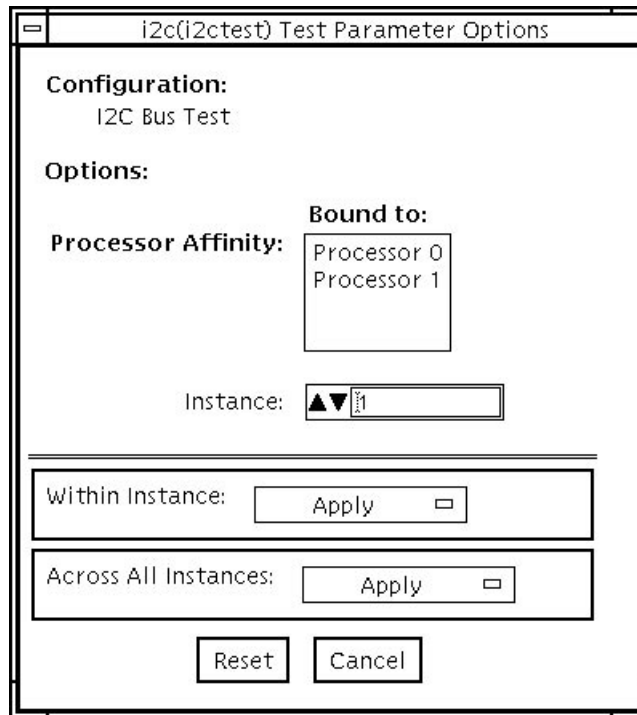 i2c(i2ctest) Test Parameter Options
Configuration:
I2C Bus Test
Options:
Bound to:
Processor Affinity:
Processor 0
Processor 1
Instance: 1
Within Instance: Apply
Across All Instances: Apply
Reset Cancel